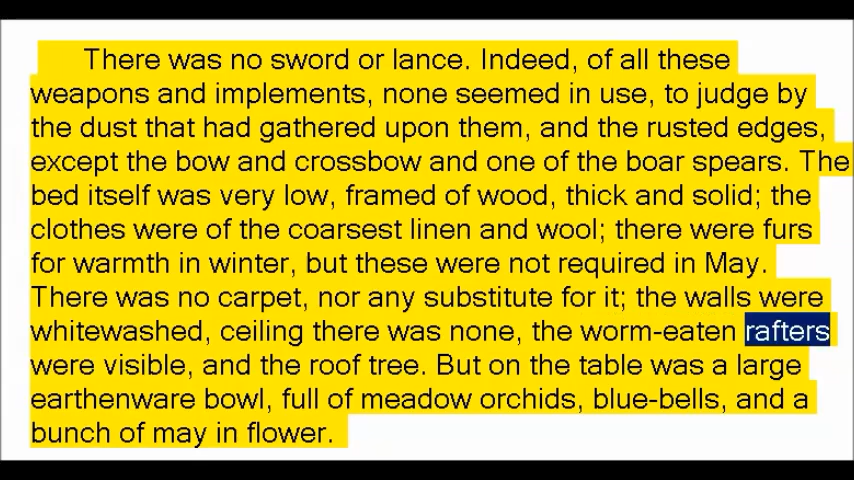 There was no sword or lance. Indeed, of all these
weapons and implements, none seemed in use, to judge by
the dust that had gathered upon them, and the rusted edges,
except the bow and crossbow and one of the boar spears. The
bed itself was very low, framed of wood, thick and solid; the
clothes were of the coarsest linen and wool; there were furs
for warmth in winter, but these were not required in May.
There was no carpet, nor any substitute for it; the walls were
whitewashed, ceiling there was none, the worm-eaten rafters
were visible, and the roof tree. But on the table was a large
earthenware bowl, full of meadow orchids, blue-bells, and a
bunch of may in flower.